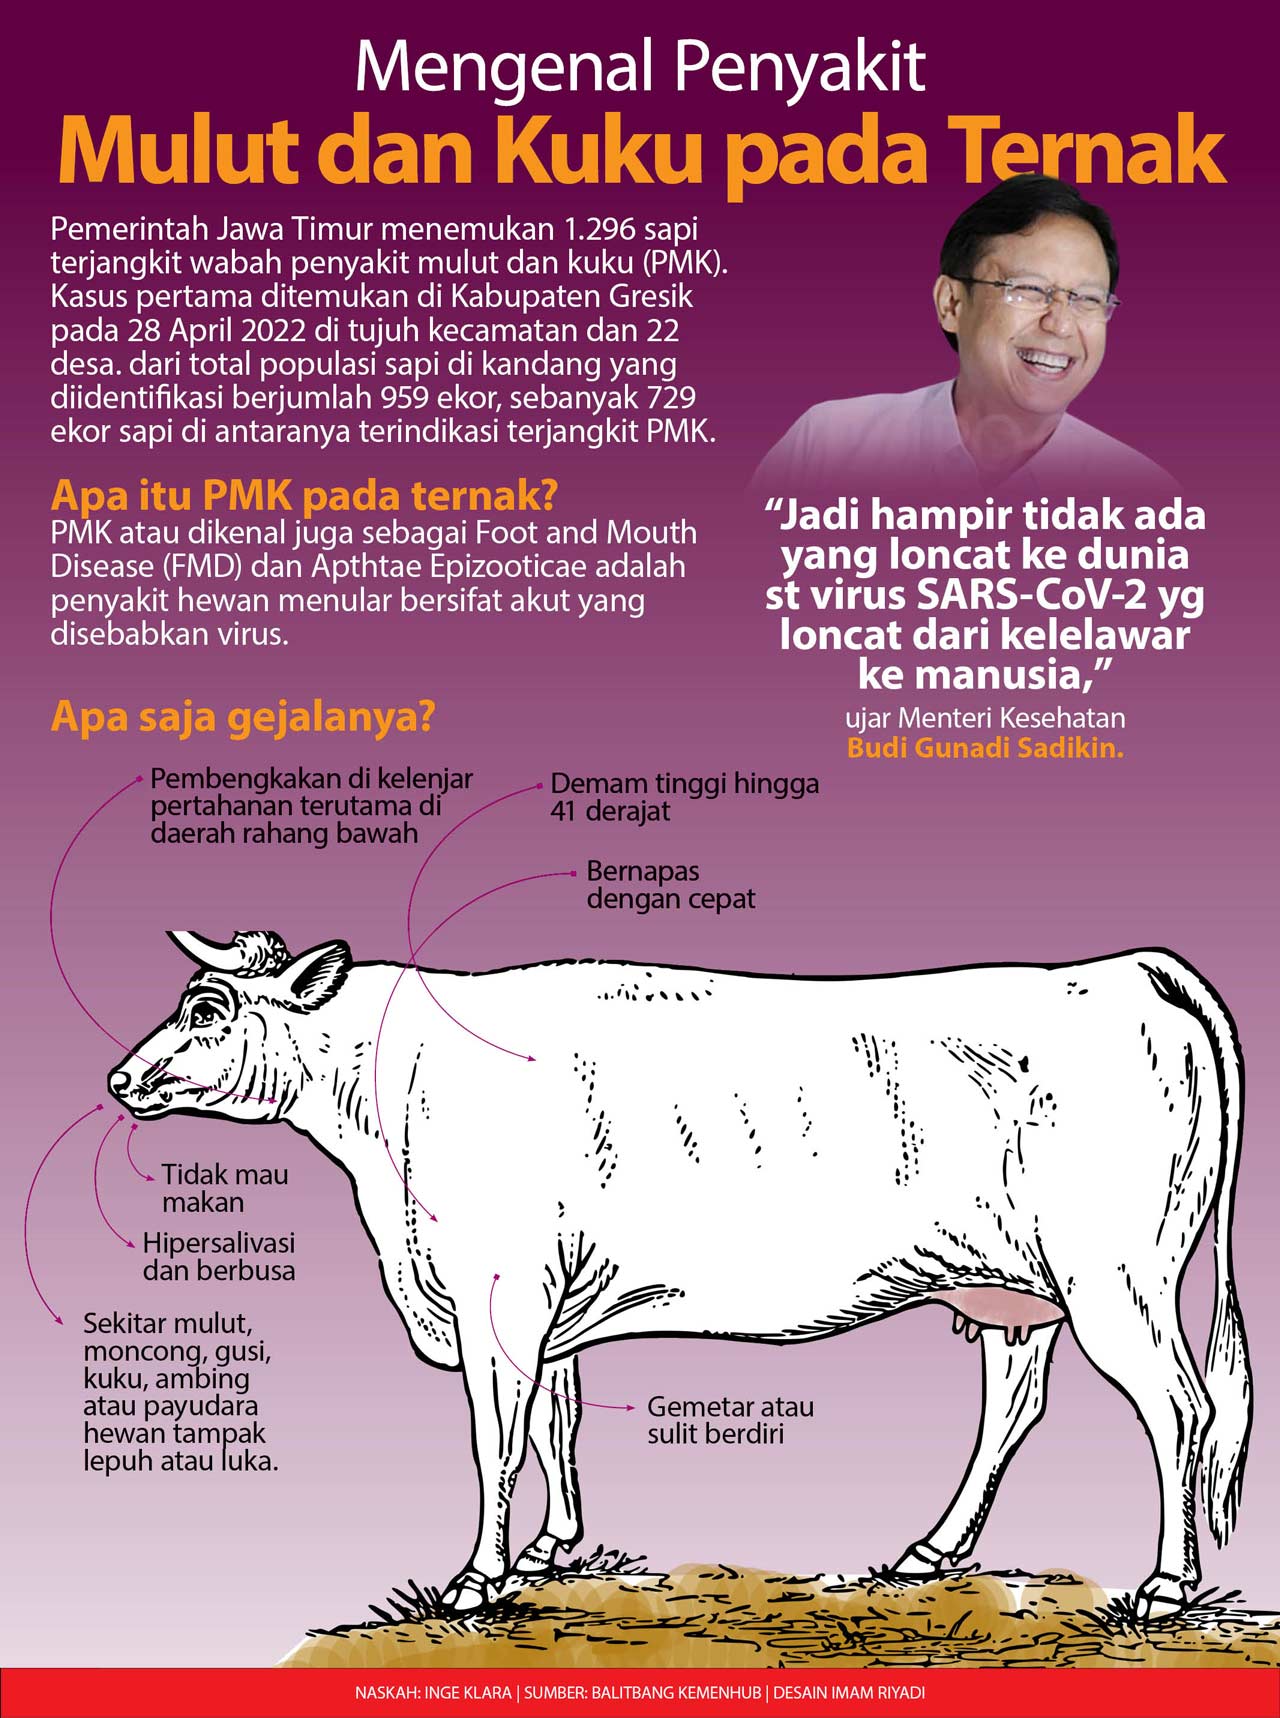 Mengenal Penyakit
Mulut dan Kuku pada Ternak
Pemerintah Jawa Timur menemukan 1.296 sapi
terjangkit wabah penyakit mulut dan kuku (PMK).
Kasus pertama ditemukan di Kabupaten Gresik
pada 28 April 2022 di tujuh kecamatan dan 22
desa. dari total populasi sapi di kandang yang
diidentifikasi berjumlah 959 ekor, sebanyak 729
ekor sapi di antaranya terindikasi terjangkit PMK.
Apa itu PMK pada ternak?
PMK atau dikenal juga sebagai Foot and Mouth
Disease (FMD) dan Apthtae Epizooticae adalah
penyakit hewan menular bersifat akut yang
disebabkan virus.
“Jadi hampir tidak ada
yang loncat ke dunia
st virus SARS-CoV-2 yg
loncat dari kelelawar
ke manusia,”
ujar Menteri Kesehatan
Budi Gunadi Sadikin.
Apa saja gejalanya?
Pembengkakan di kelenjar
pertahanan terutama di
daerah rahang bawah
Demam tinggi hingga
41 derajat
Bernapas
dengan cepat
Tidak mau
makan
Hipersalivasi
dan berbusa
Sekitar mulut,
moncong, gusi,
kuku, ambing
atau payudara
hewan tampak
lepuh atau luka.
Gemetar atau
sulit berdiri
NASKAH: INGE KLARA | SUMBER: BALITBANG KEMENHUB | DESAIN IMAM RIYADI